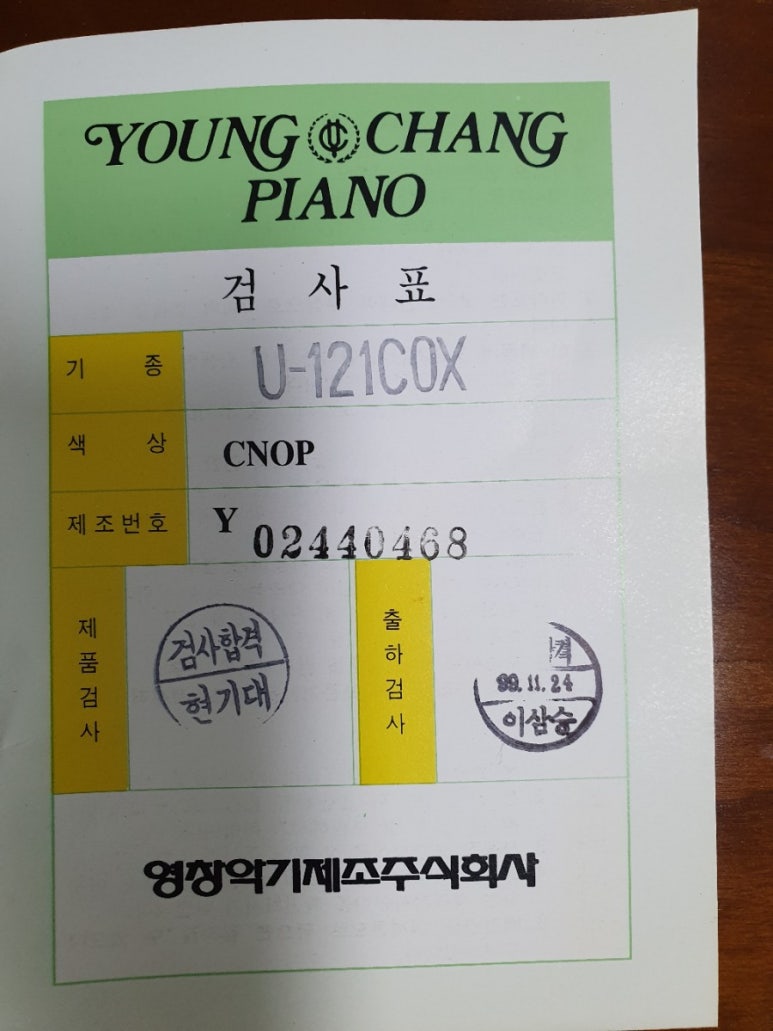 YOUNG CHANG
PIANO
검사표
기종 U-121COX
색상 CNOP
제조번호 Y 02440468
제품검사
검사합격
현기대
출하검사
격
99.11.24
이삼승
영창악기제조주식회사